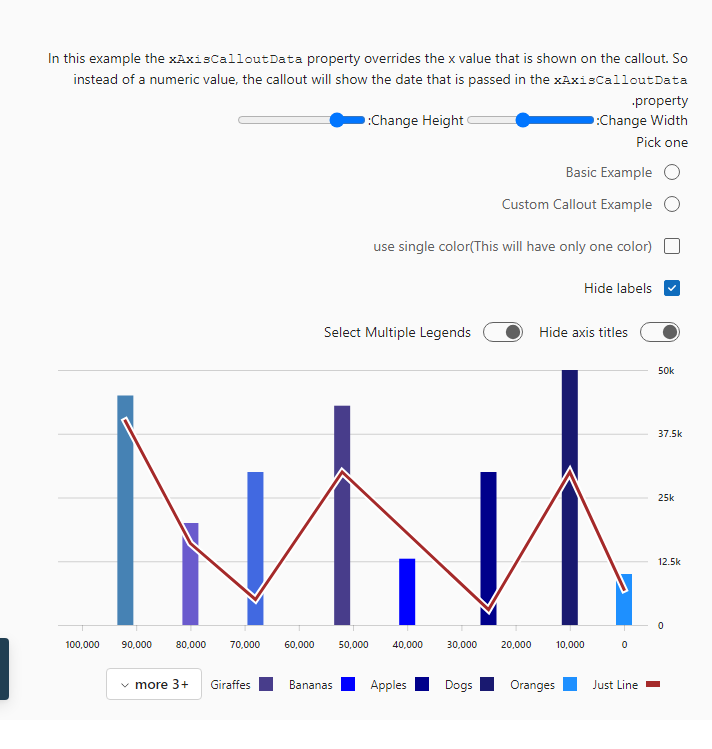 In this example the xAxisCalloutData property overrides the x value that is shown on the callout. So
instead of a numeric value, the callout will show the date that is passed in the xAxisCalloutData
.property
:Change Height :Change Width
Pick one
Basic Example
Custom Callout Example
use single color(This will have only one color)
Hide labels
Select Multiple Legends Hide axis titles
50k
37.5k
25k
12.5k
0
100,000 90,000 80,000 70,000 60,000 50,000 40,000 30,000 20,000 10,000 0
more 3+ Giraffes Bananas Apples Dogs Oranges Just Line